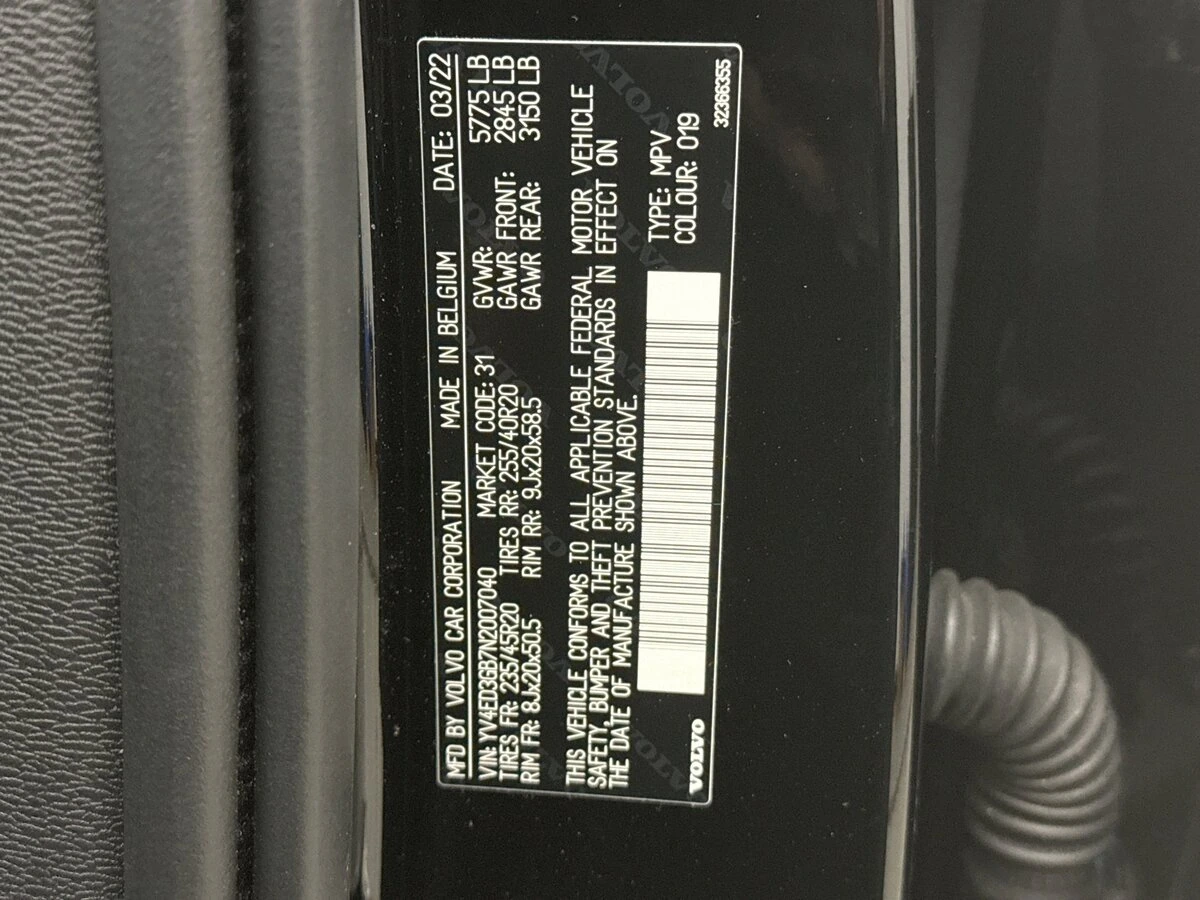 MFD BY VOLVO CAR CORPORATION MADE IN BELGIUM DATE: 03/22
VIN: YV4ED3GB7N2007040 MARKET CODE: 31 GVWR: 5775 LB
TIRES FR: 235/45R20 TIRES RR: 255/40R20 GAWR FRONT: 2845 LB
RIM FR: 8Jx20x50.5 RIM RR: 9Jx20x58.5 GAWR REAR: 3150 LB
THIS VEHICLE CONFORMS TO ALL APPLICABLE FEDERAL MOTOR VEHICLE
SAFETY, BUMPER AND THEFT PREVENTION STANDARDS IN EFFECT ON
THE DATE OF MANUFACTURE SHOWN ABOVE.
TYPE: MPV
COLOUR: 019
VOLVO
32366355